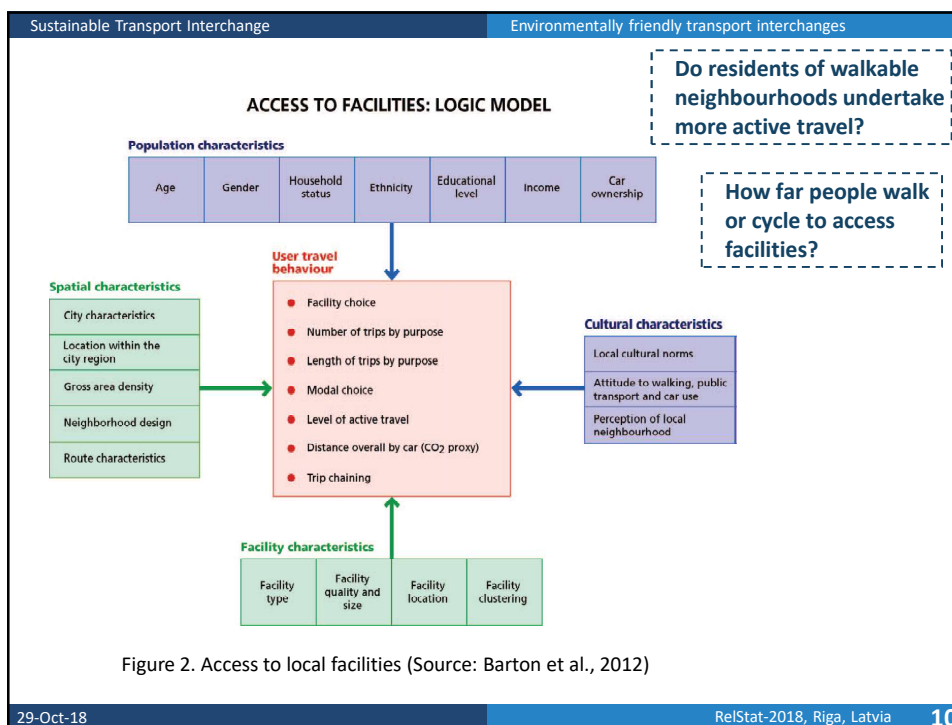 Sustainable Transport Interchange
Environmentally friendly transport interchanges
Do residents of walkable
neighbourhoods undertake
more active travel?
ACCESS TO FACILITIES: LOGIC MODEL
Population characteristics
Age
Gender
Household
status
Ethnicity
Educational
level
Income
Car
ownership
How far people walk
or cycle to access
facilities?
User travel
behaviour
Facility choice
Number of trips by purpose
Length of trips by purpose
Modal choice
Level of active travel
Distance overall by car (CO₂ proxy)
Trip chaining
Spatial characteristics
City characteristics
Location within the
city region
Gross area density
Neighborhood design
Route characteristics
Cultural characteristics
Local cultural norms
Attitude to walking, public
transport and car use
Perception of local
neighbourhood
Facility characteristics
Facility
type
Facility
quality and
size
Facility
location
Facility
clustering
Figure 2. Access to local facilities (Source: Barton et al., 2012)
29-Oct-18
RelStat-2018, Riga, Latvia